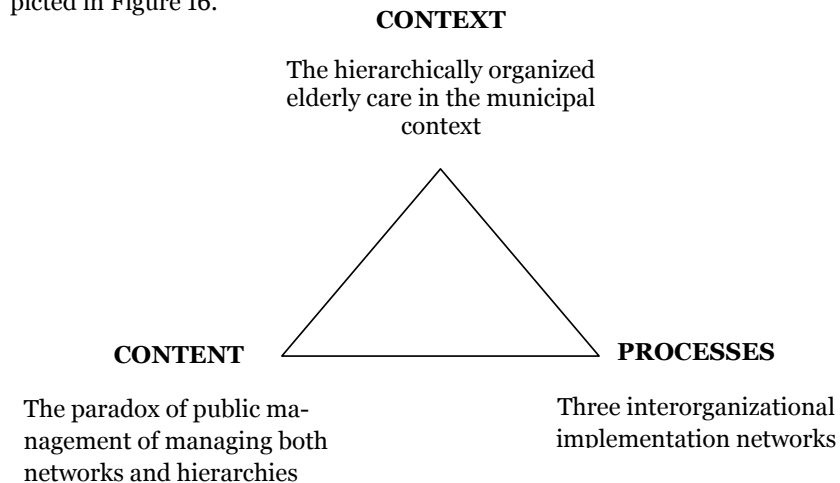 picted in Figure 16.
CONTEXT
The hierarchically organized
elderly care in the municipal
context
CONTENT
PROCESSES
The paradox of public ma-
nagement of managing both
networks and hierarchies
Three interorganizational
implementation networks